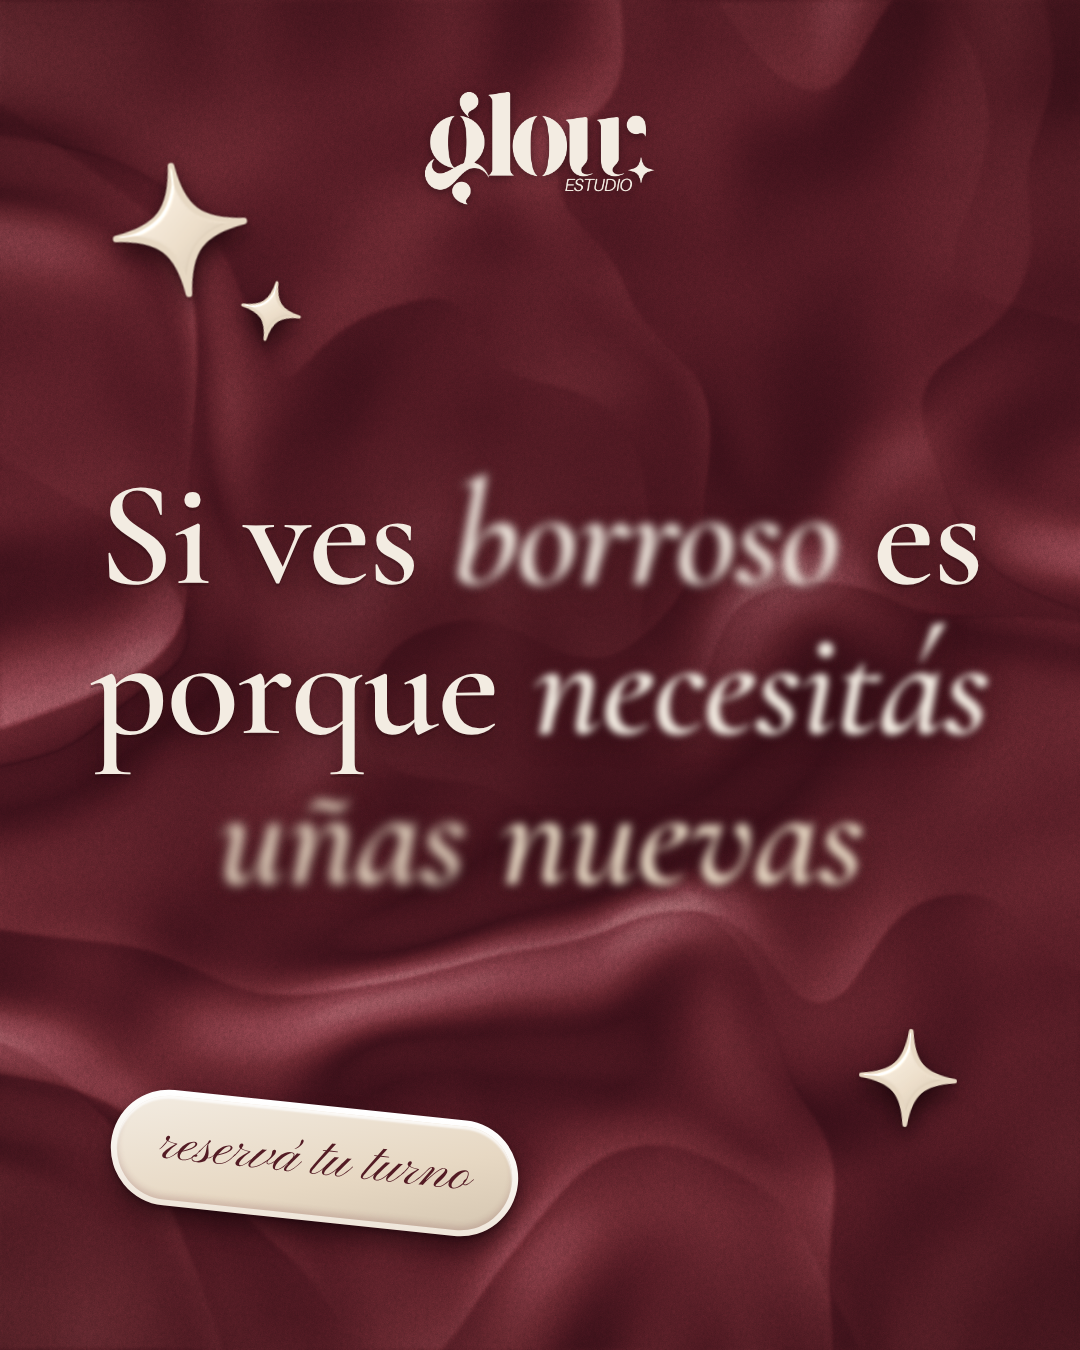 glow
ESTUDIO
Si ves borroso es
porque necesitás
uñas nuevas
reservá tu turno